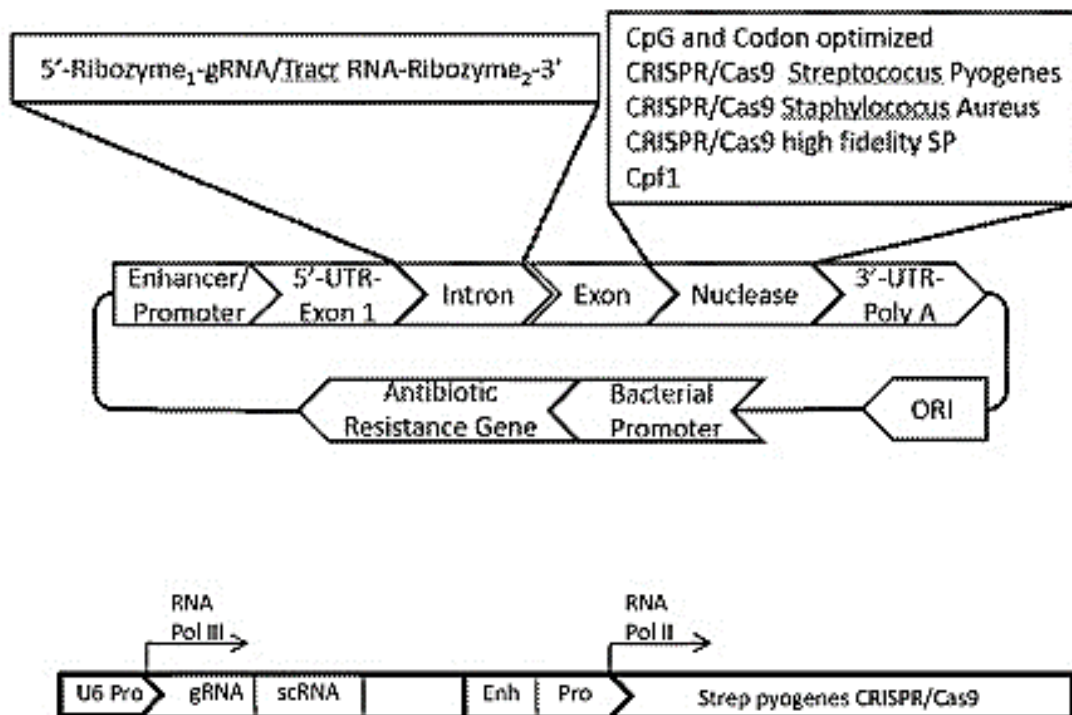 5'-Ribozyme1-gRNA/Tracr RNA-Ribozyme2-3'
CpG and Codon optimized
CRISPR/Cas9 Streptococus Pyogenes
CRISPR/Cas9 Staphylococus Aureus
CRISPR/Cas9 high fidelity SP
Cpf1
Enhancer/
Promoter
5'-UTR-
Exon 1
Intron
Exon
Nuclease
3'-UTR-
Poly A
Antibiotic
Resistance Gene
Bacterial
Promoter
ORI
RNA
Pol III
RNA
Pol II
U6 Pro
gRNA
scRNA
Enh
Pro
Strep pyogenes CRISPR/Cas9